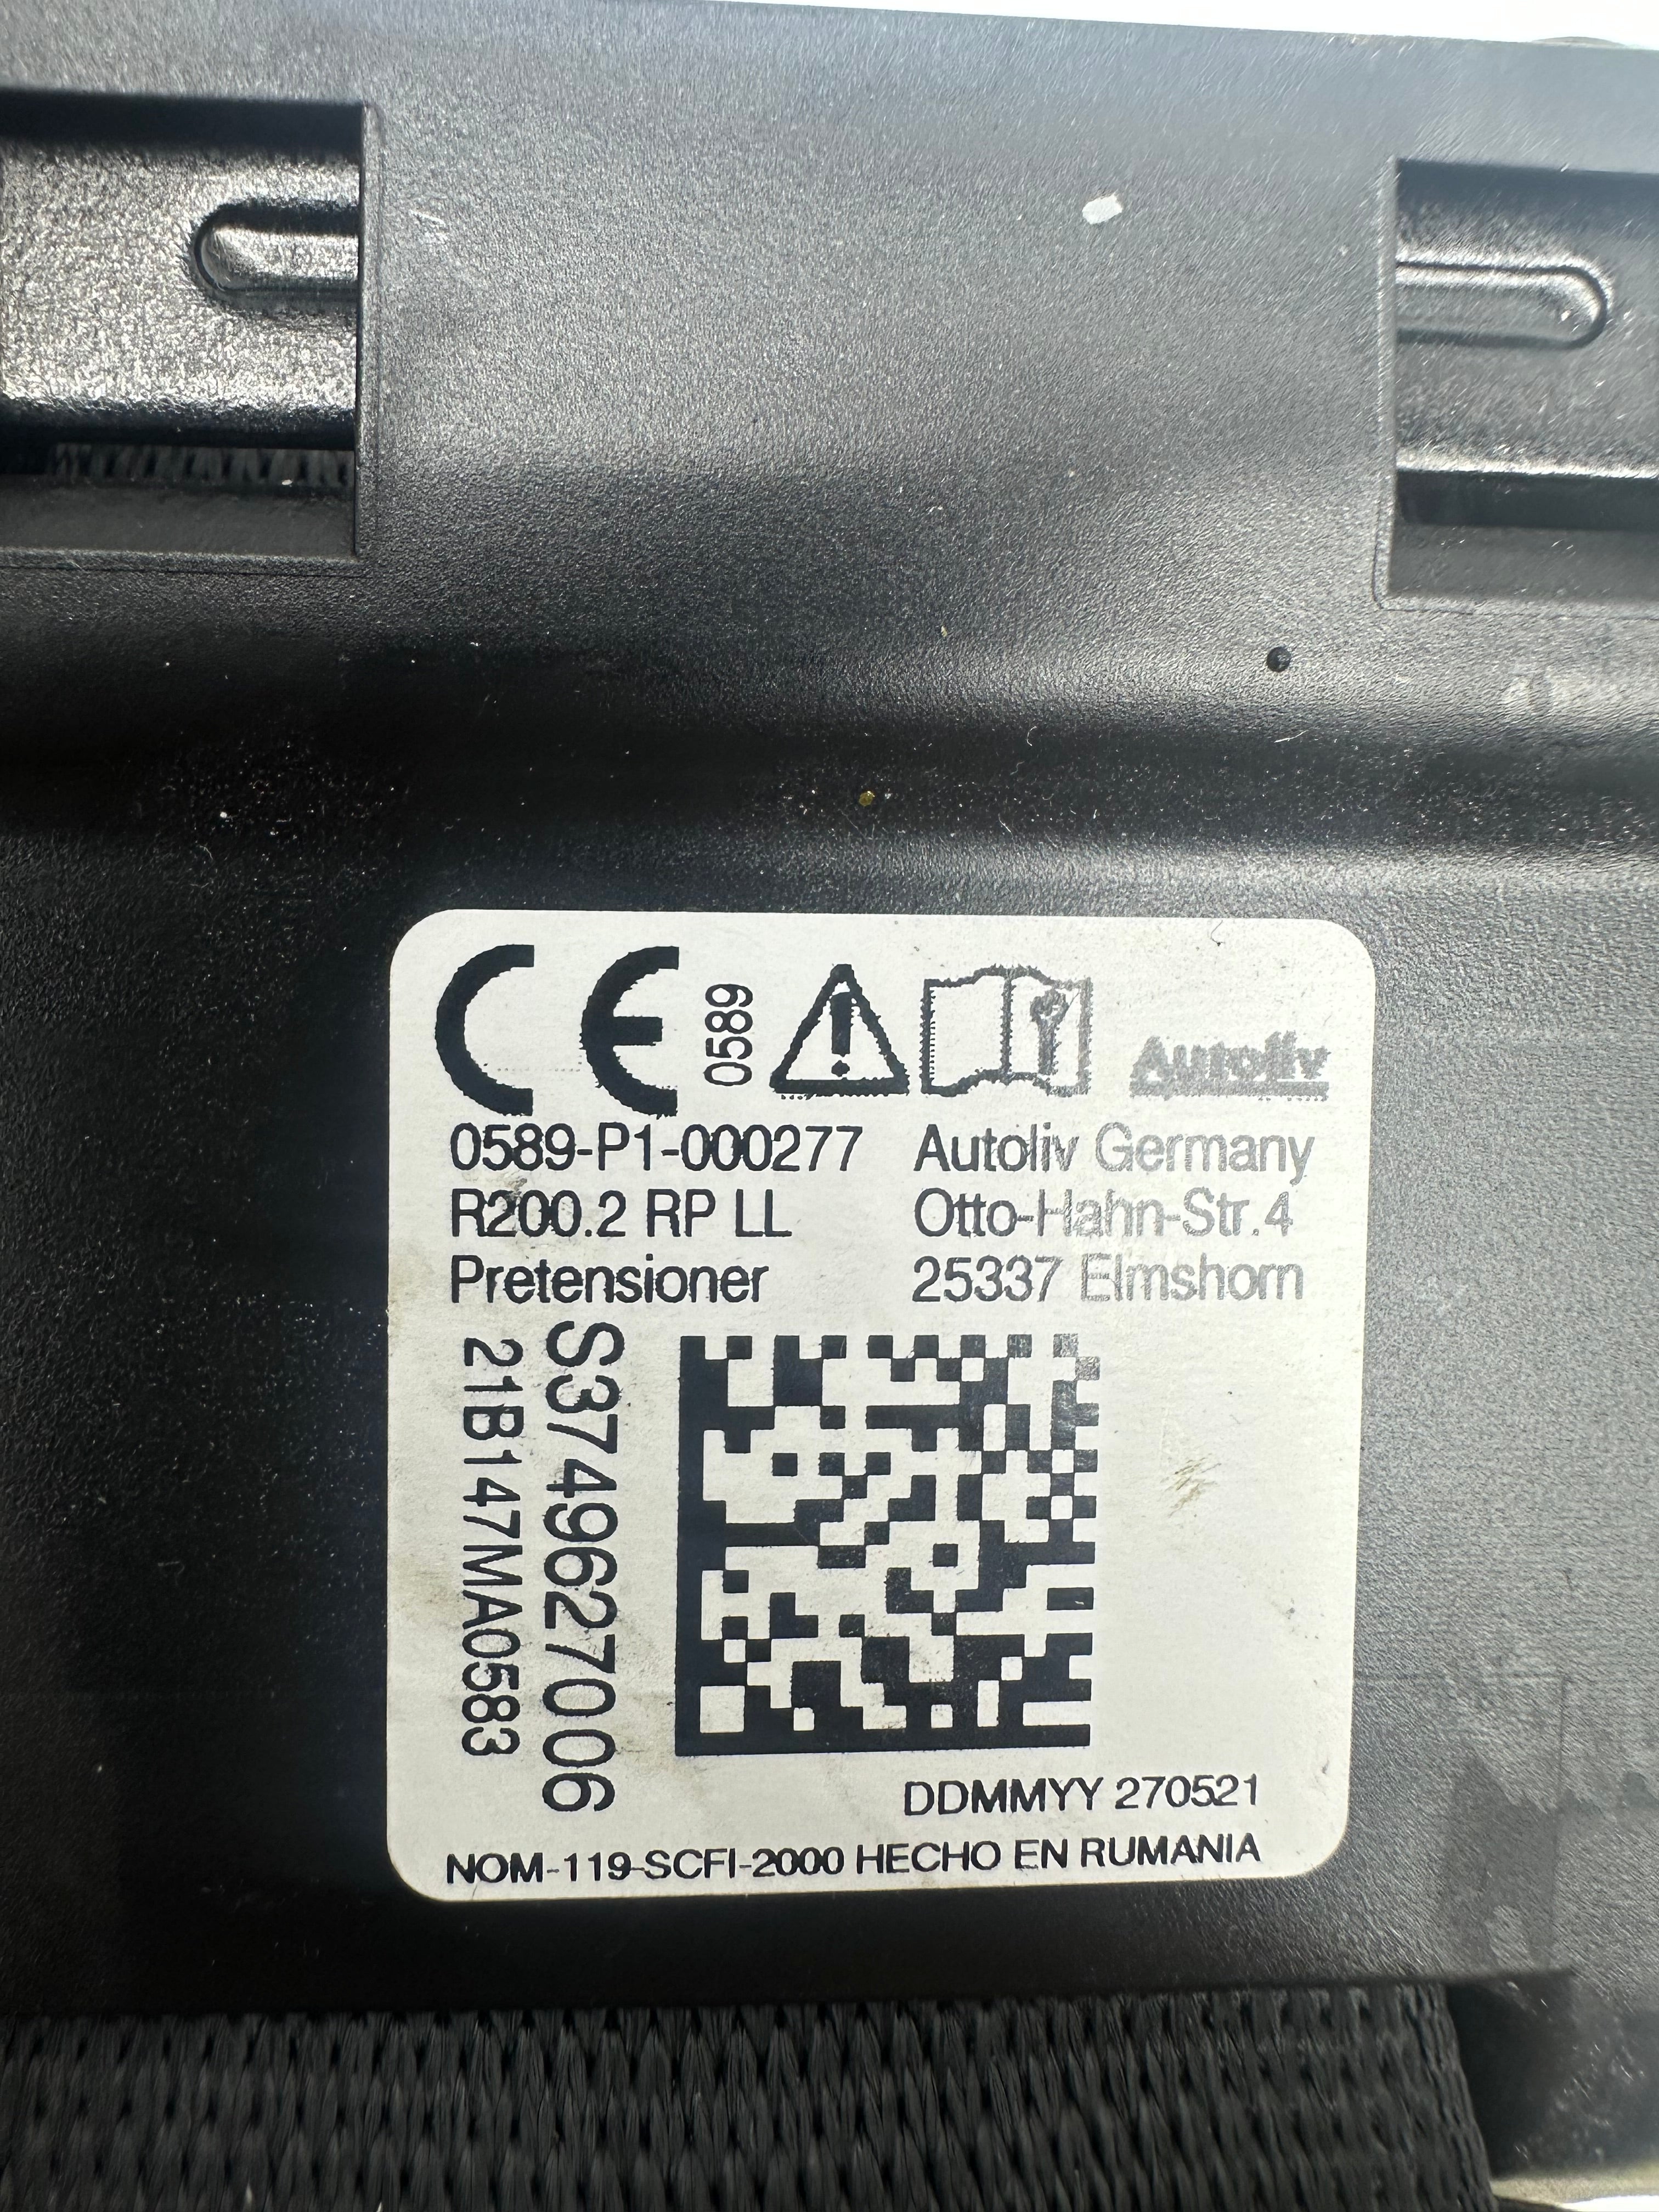 CE 0589 Autoliv
0589-P1-000277
R200.2 RP LL
Pretensioner
Autoliv Germany
Otto-Hahn-Str.4
25337 Elmshorn
S3749627006
21B147MA0583
DDMMYY 270521
NOM-119-SCFI-2000 HECHO EN RUMANIA